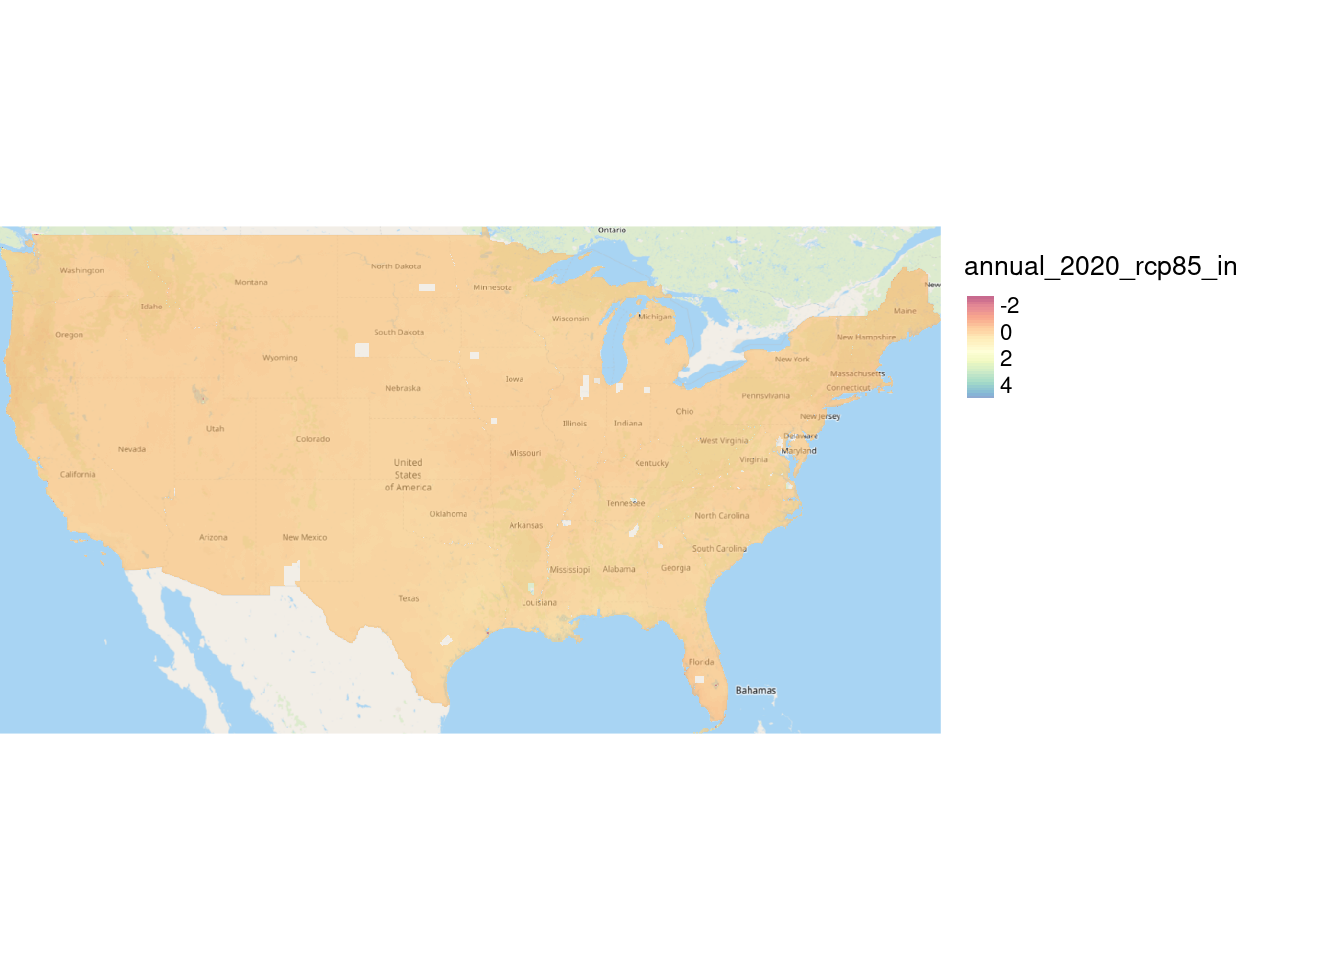 Ontario
New
Washington
North Dakota
Montana
Minnesota
Idaho
Maine
Wisconsin
Michigan
Oregon
South Dakota
New Hampshire
Wyoming
New York
Massachusetts
Iowa
Nebraska
Connecticut
Pennsylvania
Ohio
New Jersey
Illinois
Indiana
Utah
Delaware
Colorado
West Virginia
Nevada
Maryland
Missouri
Virginia
Kentucky
United
States
of America
California
Tennessee
Oklahoma
North Carolina
Arkansas
Arizona
New Mexico
South Carolina
Mississippi
Alabama
Georgia
Texas
Louisiana
Florida
Bahamas
annual_2020_rcp85_in
-2
0
2
4